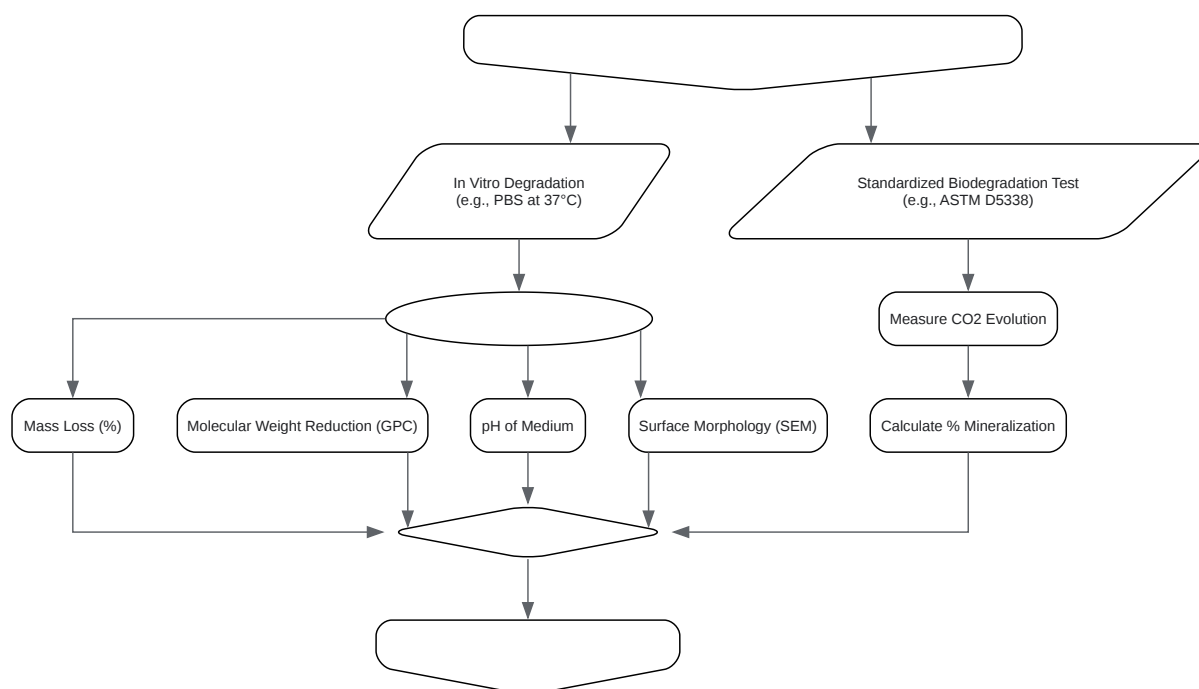 In Vitro Degradation
(e.g., PBS at 37°C)
Standardized Biodegradation Test
(e.g., ASTM D5338)
Measure CO2 Evolution
Mass Loss (%)
Molecular Weight Reduction (GPC)
pH of Medium
Surface Morphology (SEM)
Calculate % Mineralization